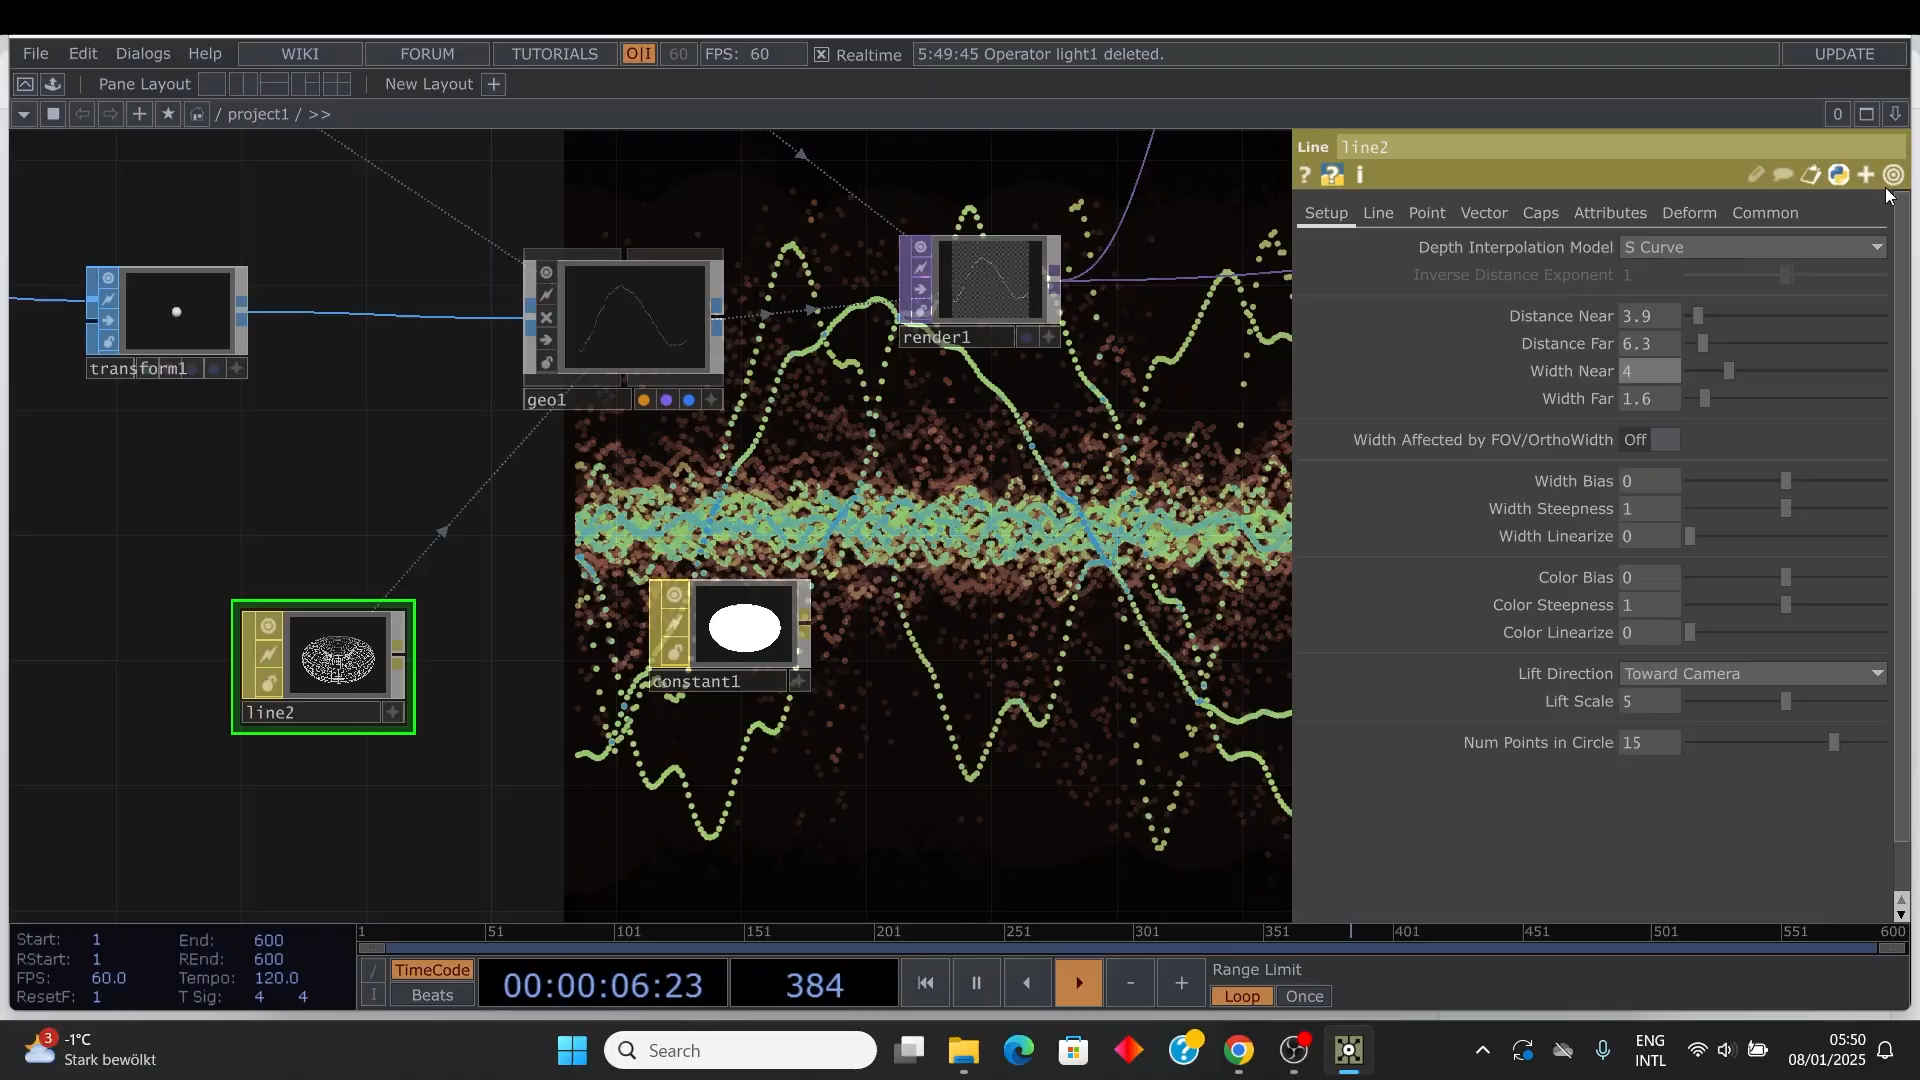 File Edit Dialogs Help WIKI FORUM TUTORIALS O|I 60 FPS: 60 Realtime 5:49:45 Operator light1 deleted. UPDATE
Pane Layout New Layout +
/ project1 / >> 0
Line line2
? ? i
Setup Line Point Vector Caps Attributes Deform Common
Depth Interpolation Model S Curve
Inverse Distance Exponent 1
Distance Near 3.9
Distance Far 6.3
Width Near 4
Width Far 1.6
Width Affected by FOV/OrthoWidth Off
Width Bias 0
Width Steepness 1
Width Linearize 0
Color Bias 0
Color Steepness 1
Color Linearize 0
Lift Direction Toward Camera
Lift Scale 5
Num Points in Circle 15
transform1
geo1
render1
line2
constant1
1 51 101 151 201 251 301 351 401 451 501 551 600
Start: 1 End: 600
RStart: 1 REnd: 600
FPS: 60.0 Tempo: 120.0
ResetF: 1 T Sig: 4 4
TimeCode
Beats
00:00:06:23
384
Range Limit
Loop Once
3
-1°C
Stark bewölkt
Search
ENG
INTL
05:50
08/01/2025